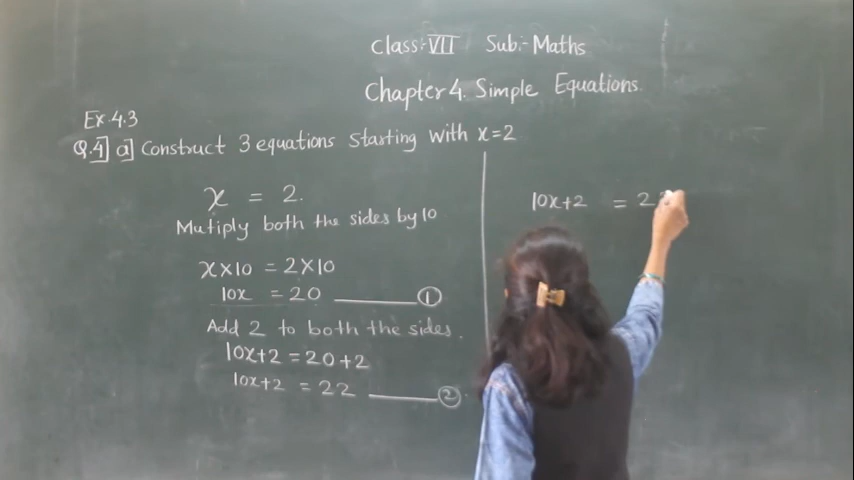 Class:- VII Sub:- Maths
Chapter 4. Simple Equations.
Ex 4.3
Q.4] a] Construct 3 equations starting with x=2
x = 2.
Mutiply both the sides by 10
x×10 = 2×10
10x = 20 ______ 1
Add 2 to both the sides.
10x+2 = 20+2
10x+2 = 22 ______ 2
10x+2 = 2